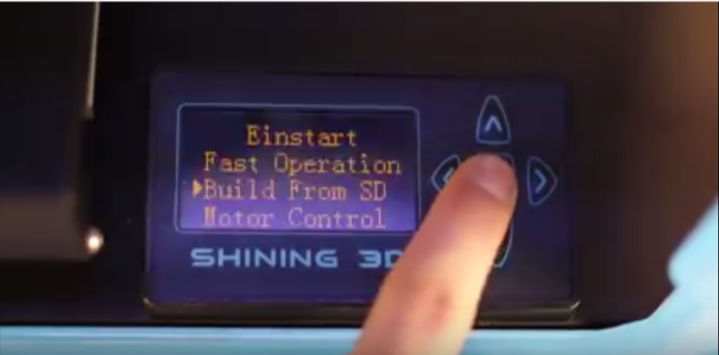 Einstart
Fast Operation
Build From SD
Motor Control
SHINING 3D